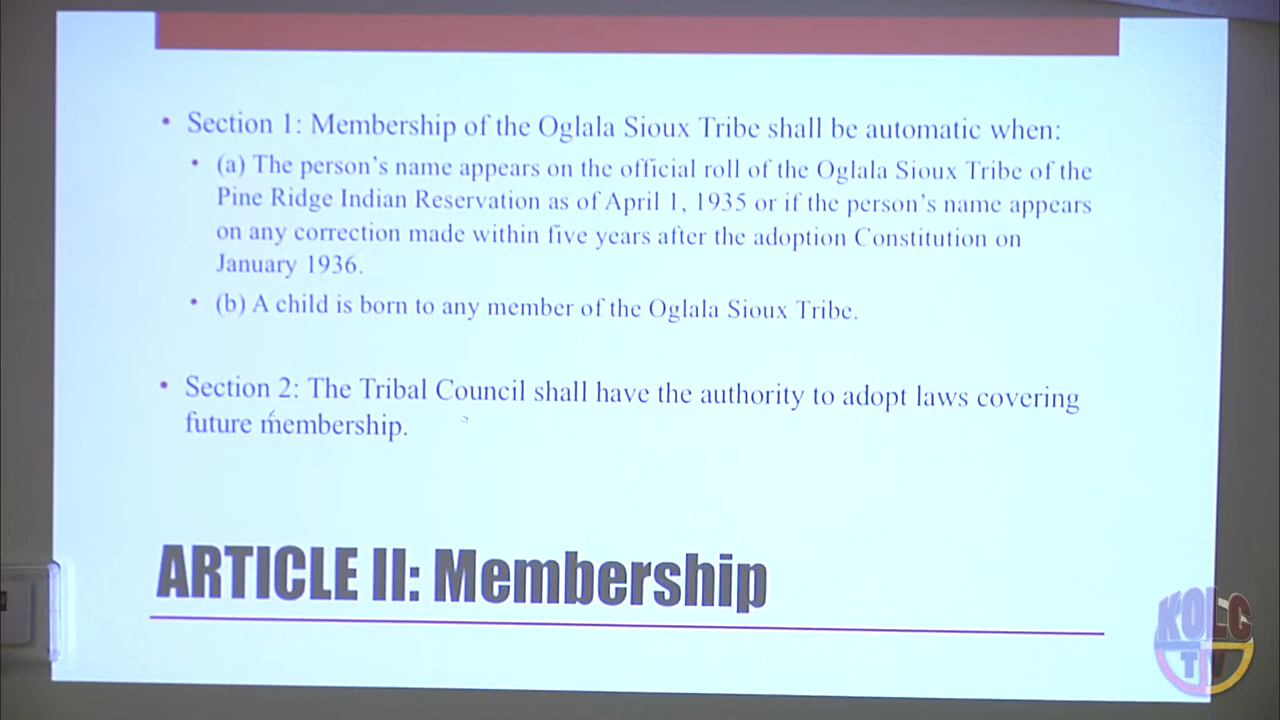 • Section 1: Membership of the Oglala Sioux Tribe shall be automatic when:
• (a) The person's name appears on the official roll of the Oglala Sioux Tribe of the
Pine Ridge Indian Reservation as of April 1, 1935 or if the person's name appears
on any correction made within five years after the adoption Constitution on
January 1936.
• (b) A child is born to any member of the Oglala Sioux Tribe.
• Section 2: The Tribal Council shall have the authority to adopt laws covering
future membership.
ARTICLE II: Membership
KOLC
TV